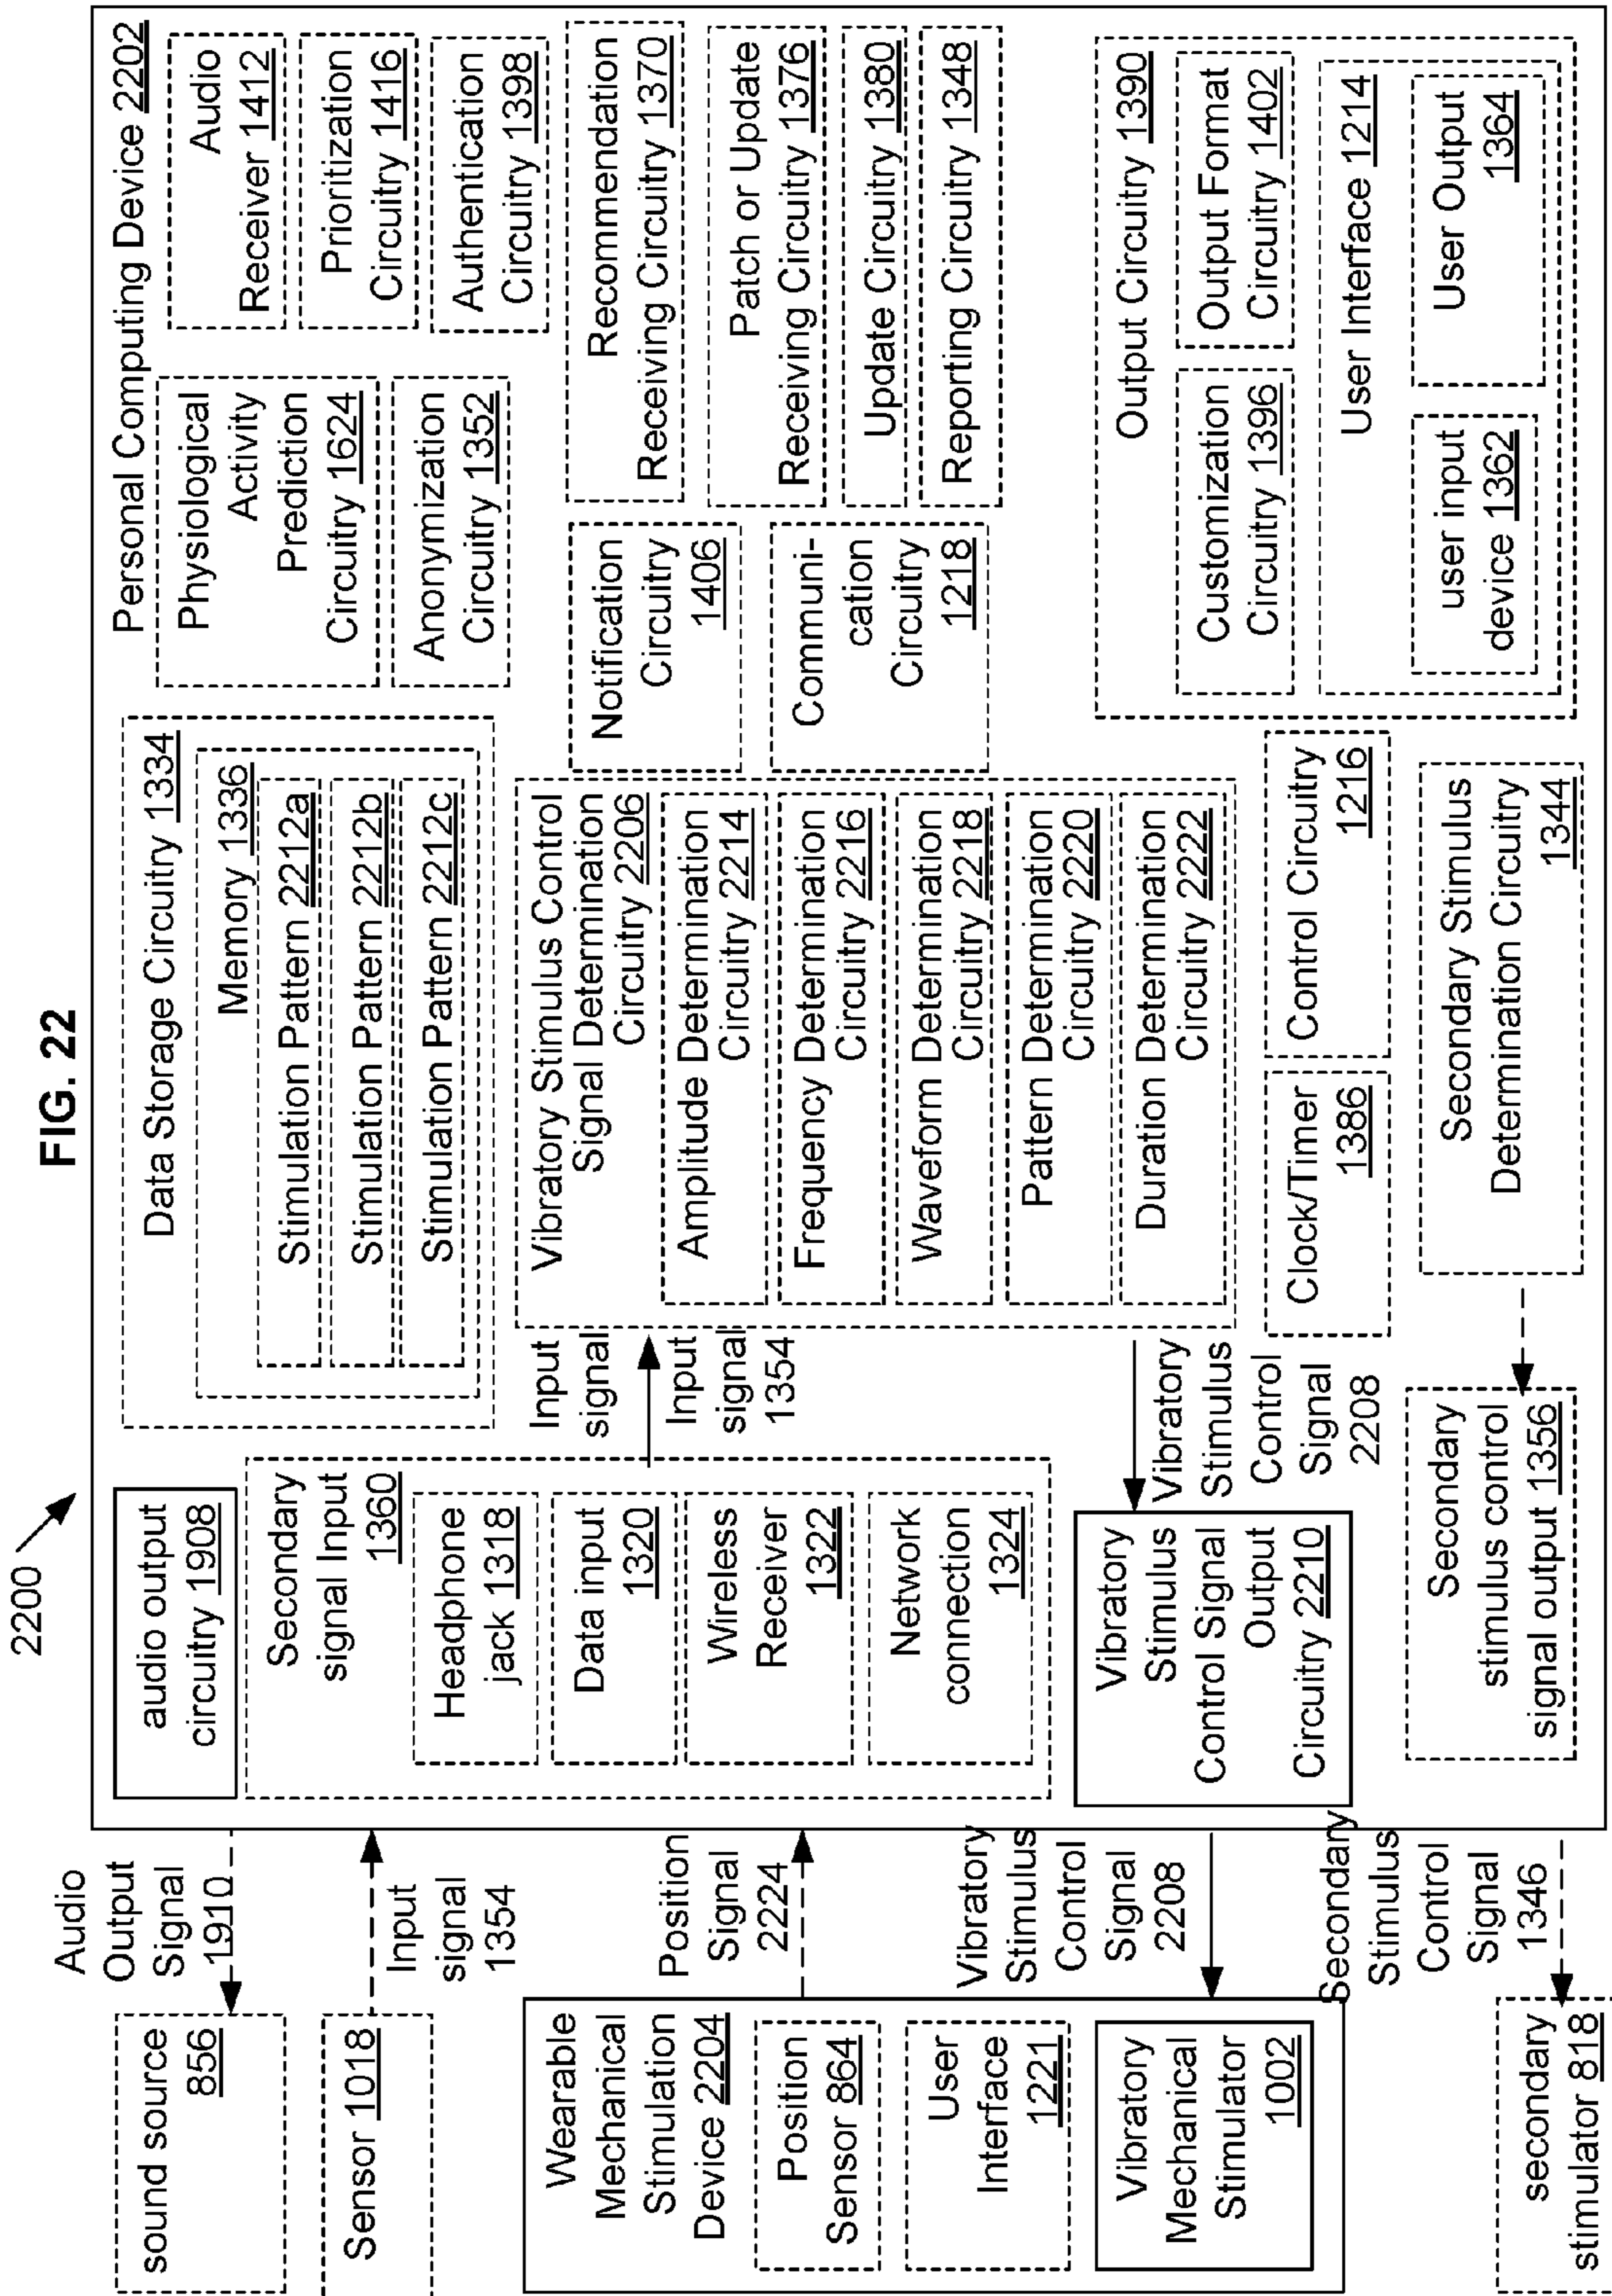 FIG. 22
2200
Personal Computing Device 2202
audio output
circuitry 1908
Secondary
signal Input
1360
Headphone
jack 1318
Data input
1320
Wireless
Receiver
1322
Network
connection
1324
Data Storage Circuitry 1334
Memory 1336
Stimulation Pattern 2212a
Stimulation Pattern 2212b
Stimulation Pattern 2212c
Physiological
Activity
Prediction
Circuitry 1624
Anonymization
Circuitry 1352
Audio
Receiver 1412
Prioritization
Circuitry 1416
Authentication
Circuitry 1398
Input
signal
Input
signal
1354
Vibratory Stimulus Control
Signal Determination
Circuitry 2206
Amplitude Determination
Circuitry 2214
Frequency Determination
Circuitry 2216
Waveform Determination
Circuitry 2218
Pattern Determination
Circuitry 2220
Duration Determination
Circuitry 2222
Notification
Circuitry
1406
Communi-
cation
Circuitry
1218
Recommendation
Receiving Circuitry 1370
Patch or Update
Receiving Circuitry 1376
Update Circuitry 1380
Reporting Circuitry 1348
Vibratory
Stimulus
Control Signal
Output
Circuitry 2210
Vibratory
Stimulus
Control
Signal
2208
Clock/Timer
1386
Control Circuitry
1216
Output Circuitry 1390
Customization
Circuitry 1396
Output Format
Circuitry 1402
User Interface 1214
user input
device 1362
User Output
1364
Secondary
stimulus control
signal output 1356
Secondary Stimulus
Determination Circuitry
1344
Audio
Output
Signal
1910
sound source
856
Input
signal
1354
Sensor 1018
Position
Signal
2224
Wearable
Mechanical
Stimulation
Device 2204
Position
Sensor 864
User
Interface
1221
Vibratory
Mechanical
Stimulator
1002
Vibratory
Stimulus
Control
Signal
2208
Secondary
Stimulus
Control
Signal
1346
secondary
stimulator 818